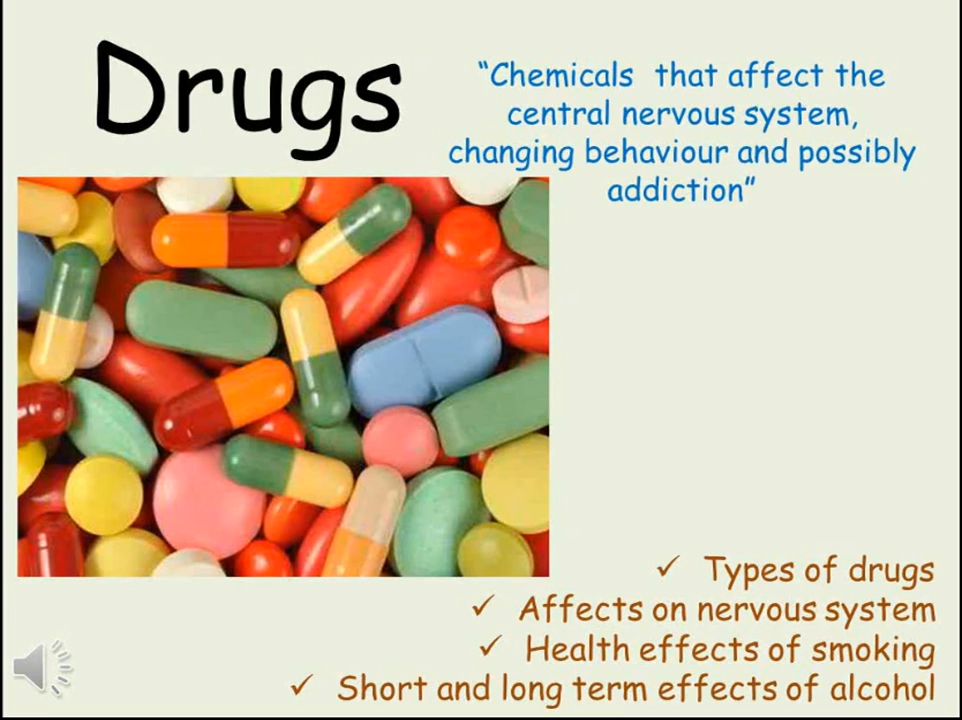 Drugs
“Chemicals that affect the
central nervous system,
changing behaviour and possibly
addiction”
✓ Types of drugs
✓ Affects on nervous system
✓ Health effects of smoking
✓ Short and long term effects of alcohol